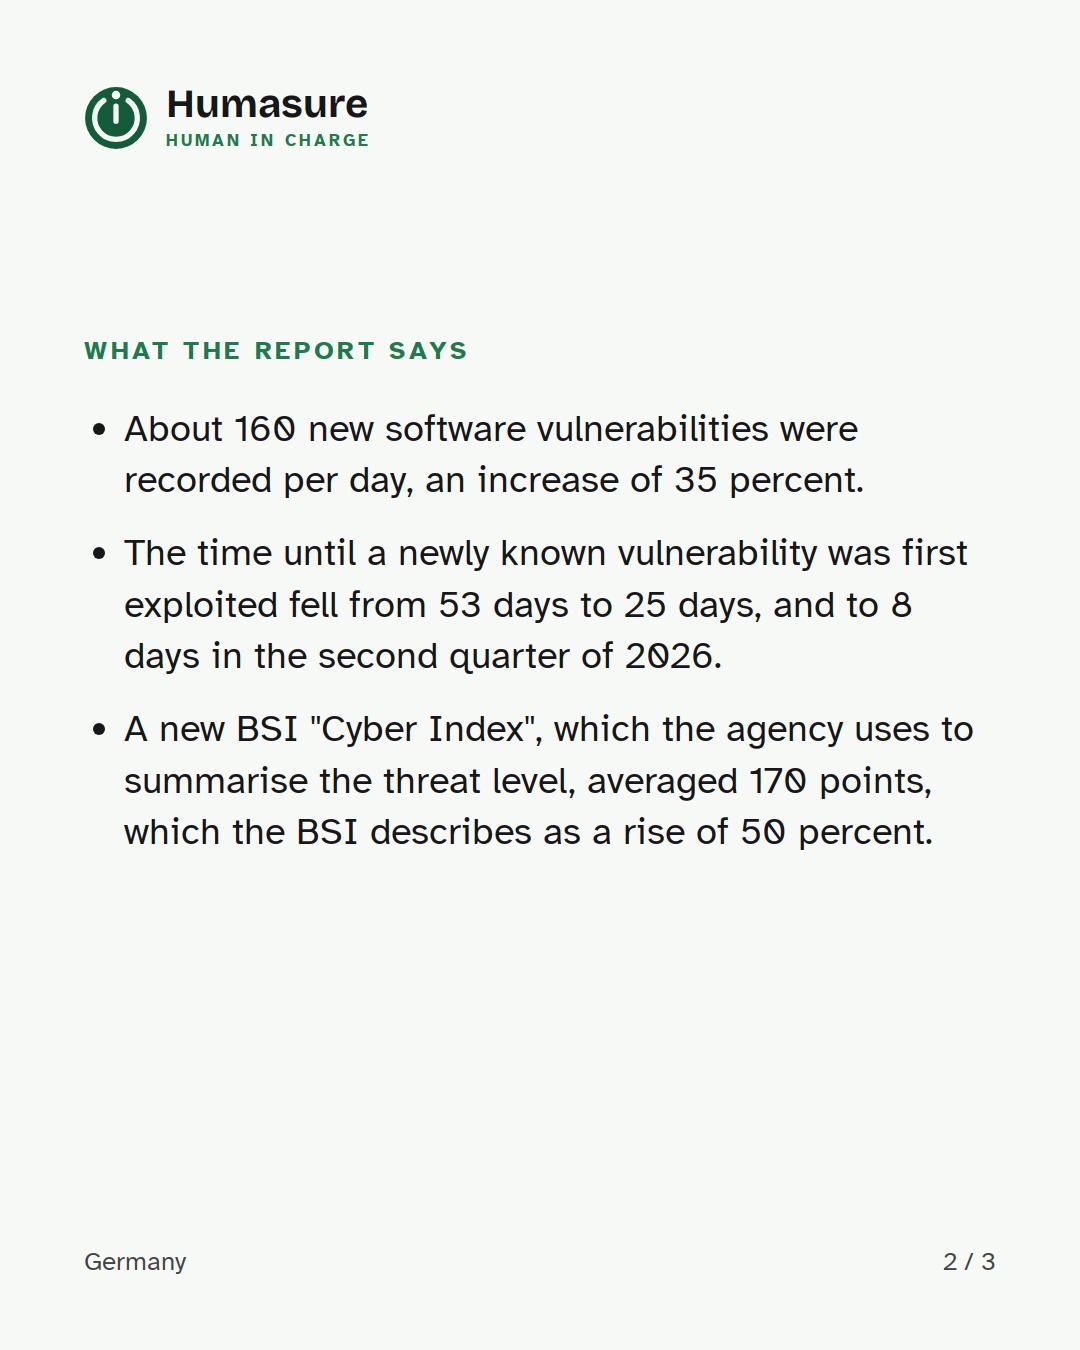 Humasure
HUMAN IN CHARGE
WHAT THE REPORT SAYS
• About 160 new software vulnerabilities were
recorded per day, an increase of 35 percent.
• The time until a newly known vulnerability was first
exploited fell from 53 days to 25 days, and to 8
days in the second quarter of 2026.
• A new BSI "Cyber Index", which the agency uses to
summarise the threat level, averaged 170 points,
which the BSI describes as a rise of 50 percent.
Germany
2 / 3